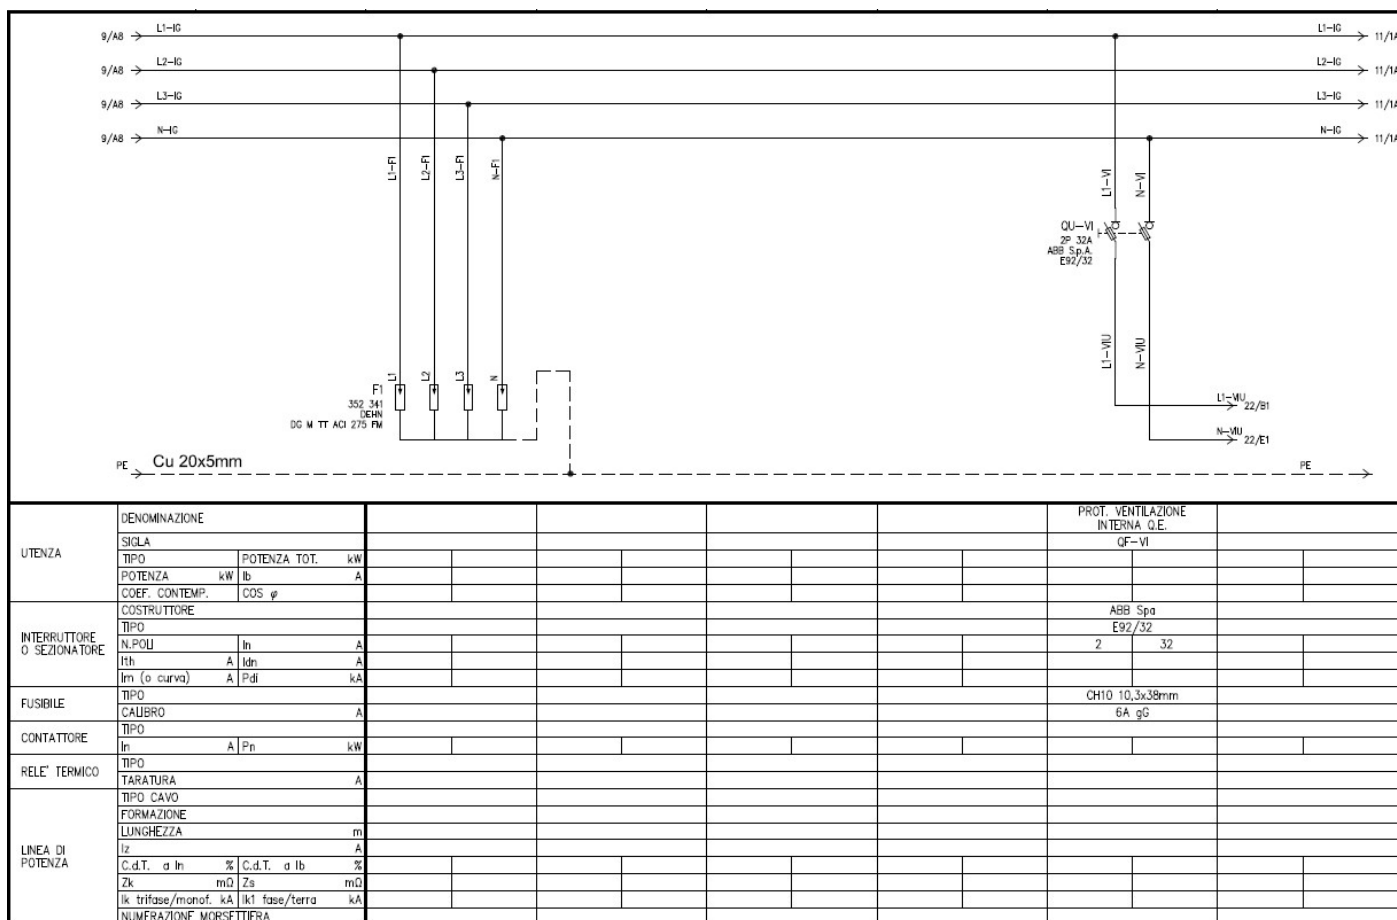 9/A8 L1-IG L1-IG 11/1A
9/A8 L2-IG L2-IG 11/1A
9/A8 L3-IG L3-IG 11/1A
9/A8 N-IG N-IG 11/1A
L1-F1 L2-F1 L3-F1 N-F1
L1-VI N-VI
QU-VI
2P 32A
ABB S.p.A.
E92/32
L1-VIU N-VIU
L1 L2 L3 N
F1
352 341
DEHN
DG M TT ACI 275 FM
L1-VIU 22/B1
N-VIU 22/E1
PE Cu 20x5mm PE
UTENZA
DENOMINAZIONE PROT. VENTILAZIONE
INTERNA Q.E.
SIGLA QF-VI
TIPO POTENZA TOT. kW
POTENZA kW Ib A
COEF. CONTEMP. COS φ
INTERRUTTORE
O SEZIONATORE
COSTRUTTORE ABB Spa
TIPO E92/32
N.POLI In A 2 32
Ith A Idn A
Im (o curva) A Pdi kA
FUSIBILE
TIPO CH10 10,3x38mm
CALIBRO A 6A gG
CONTATTORE
TIPO
In A Pn kW
RELE' TERMICO
TIPO
TARATURA A
LINEA DI
POTENZA
TIPO CAVO
FORMAZIONE
LUNGHEZZA m
Iz A
C.d.T. a In % C.d.T. a Ib %
Zk mΩ Zs mΩ
Ik trifase/monof. kA Ik1 fase/terra kA
NUMERAZIONE MORSETTIERA